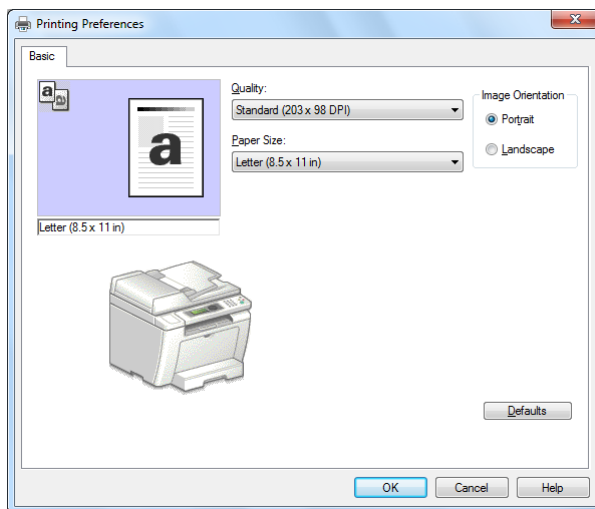 Printing Preferences
Basic
a
a
a
Letter (8.5 x 11 in)
Quality:
Standard (203 x 98 DPI)
Paper Size:
Letter (8.5 x 11 in)
Image Orientation
Portrait
Landscape
Defaults
OK
Cancel
Help